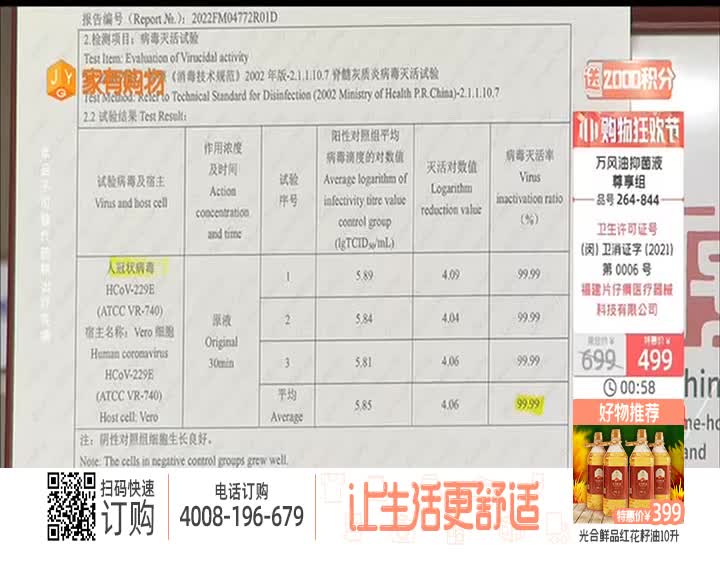 报告编号 (Report №.): 2022FM04772R01D
2.检测项目: 病毒灭活试验
Test Item: Evaluation of Virucidal activity
《消毒技术规范》2002 年版-2.1.1.10.7 脊髓灰质炎病毒灭活试验
Test Method: Refer to Technical Standard for Disinfection (2002 Ministry of Health P.R.China)-2.1.1.10.7
2.2 试验结果 Test Result:
JY
G
家有购物
试验病毒及宿主
Virus and host cell
作用浓度
及时间
Action
concentration
and time
试验
序号
阳性对照组平均
病毒滴度的对数值
Average logarithm of
infectivity titre value
control group
(lgTCID50/mL)
灭活对数值
Logarithm
reduction value
病毒灭活率
Virus
inactivation ratio
(%)
人冠状病毒
HCoV-229E
(ATCC VR-740)
宿主名称: Vero 细胞
Human coronavirus
HCoV-229E
(ATCC VR-740)
Host cell: Vero
原液
Original
30min
1 5.89 4.09 99.99
2 5.84 4.04 99.99
3 5.81 4.06 99.99
平均
Average 5.85 4.06 99.99
注: 阴性对照组细胞生长良好。
Note: The cells in negative control groups grew well.
送2000积分
购物狂欢节
万风油抑菌液
尊享组
品号 264-844
卫生许可证号
(闽) 卫消证字 (2021)
第 0006 号
福建片仔癀医疗器械
科技有限公司
699
特惠价¥
499
00:58
好物推荐
特惠价¥399
光合鲜品红花籽油10升
hin
me-ho
and
扫码快速
订购
电话订购
4008-196-679
让生活更舒适